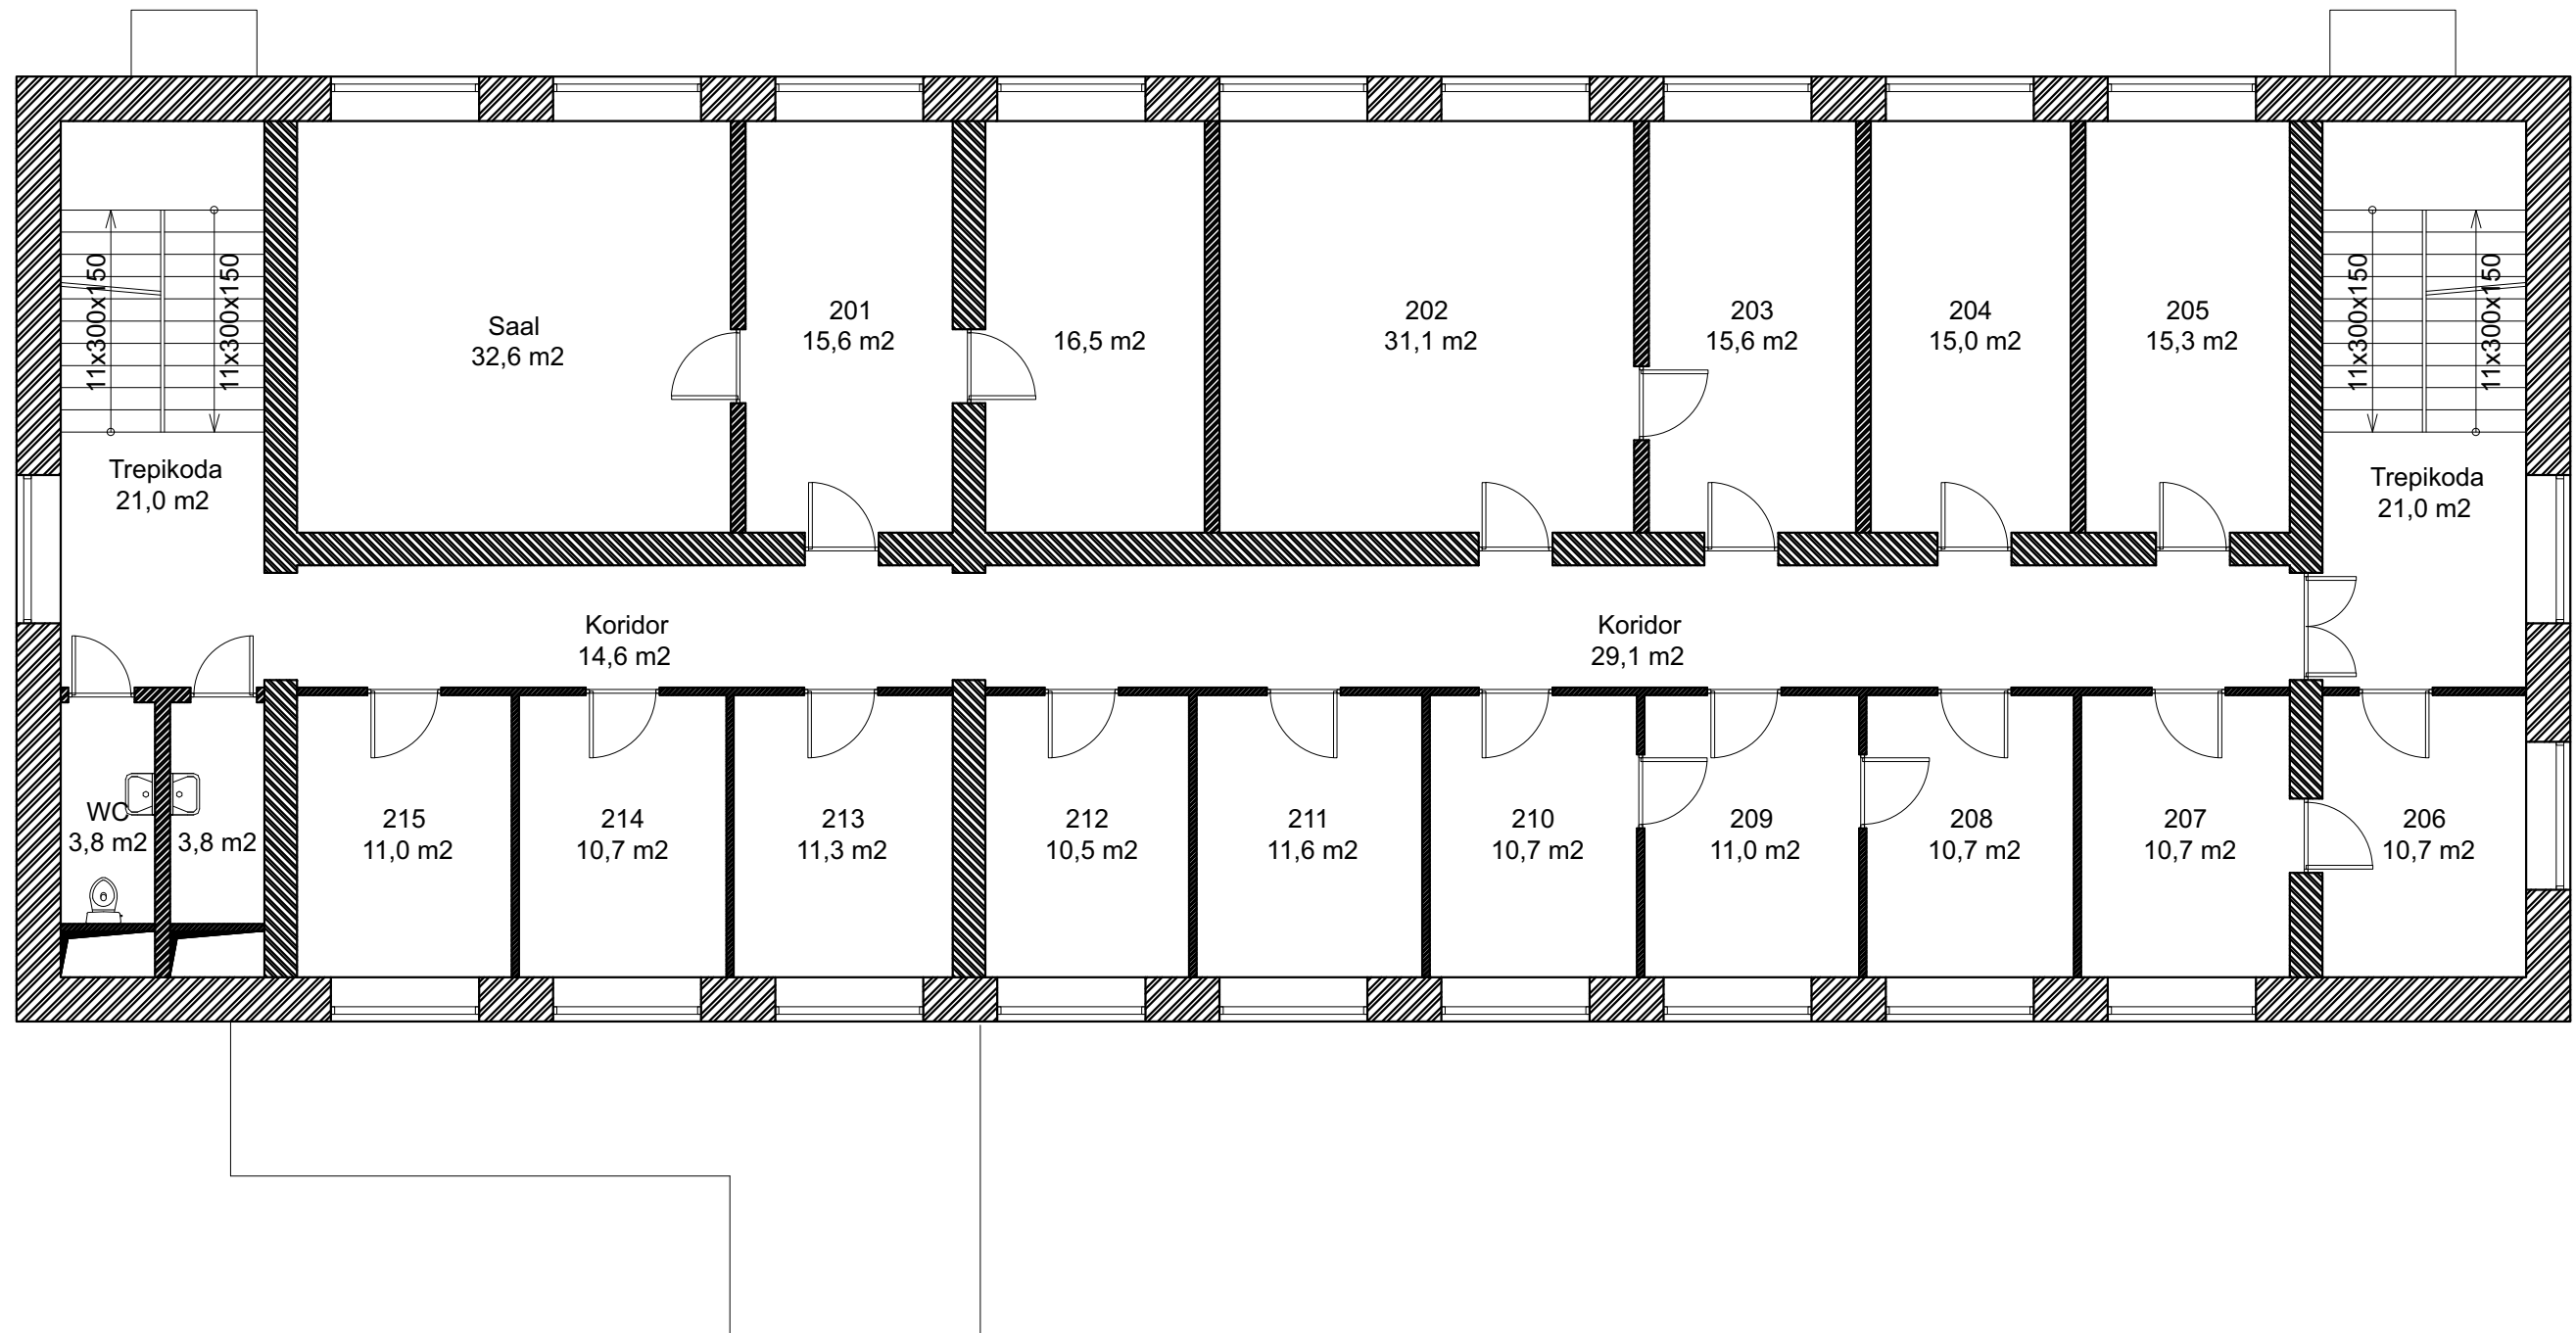 11x300x150
11x300x150
Trepikoda
21,0 m2
Saal
32,6 m2
201
15,6 m2
16,5 m2
202
31,1 m2
203
15,6 m2
204
15,0 m2
205
15,3 m2
11x300x150
11x300x150
Trepikoda
21,0 m2
Koridor
14,6 m2
Koridor
29,1 m2
WC
3,8 m2
3,8 m2
215
11,0 m2
214
10,7 m2
213
11,3 m2
212
10,5 m2
211
11,6 m2
210
10,7 m2
209
11,0 m2
208
10,7 m2
207
10,7 m2
206
10,7 m2